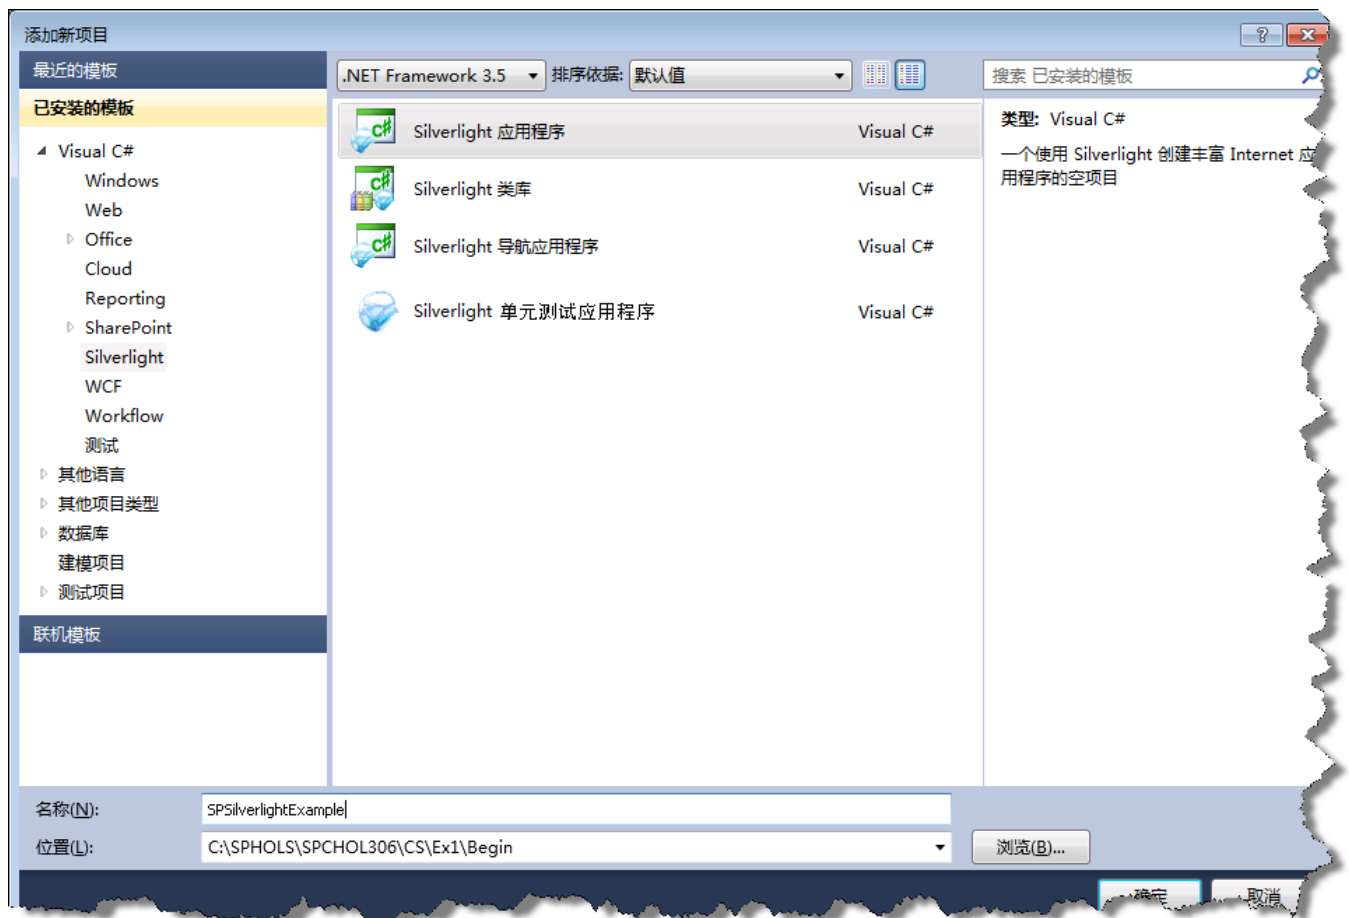 添加新项目
最近的模板
已安装的模板
Visual C#
Windows
Web
Office
Cloud
Reporting
SharePoint
Silverlight
WCF
Workflow
测试
其他语言
其他项目类型
数据库
建模项目
测试项目
联机模板
.NET Framework 3.5 排序依据: 默认值
Silverlight 应用程序 Visual C#
Silverlight 类库 Visual C#
Silverlight 导航应用程序 Visual C#
Silverlight 单元测试应用程序 Visual C#
搜索 已安装的模板
类型: Visual C#
一个使用 Silverlight 创建丰富 Internet 应
用程序的空项目
名称(N): SPSilverlightExample
位置(L): C:\SPHOLS\SPCHOL306\CS\Ex1\Begin 浏览(B)...
确定 取消